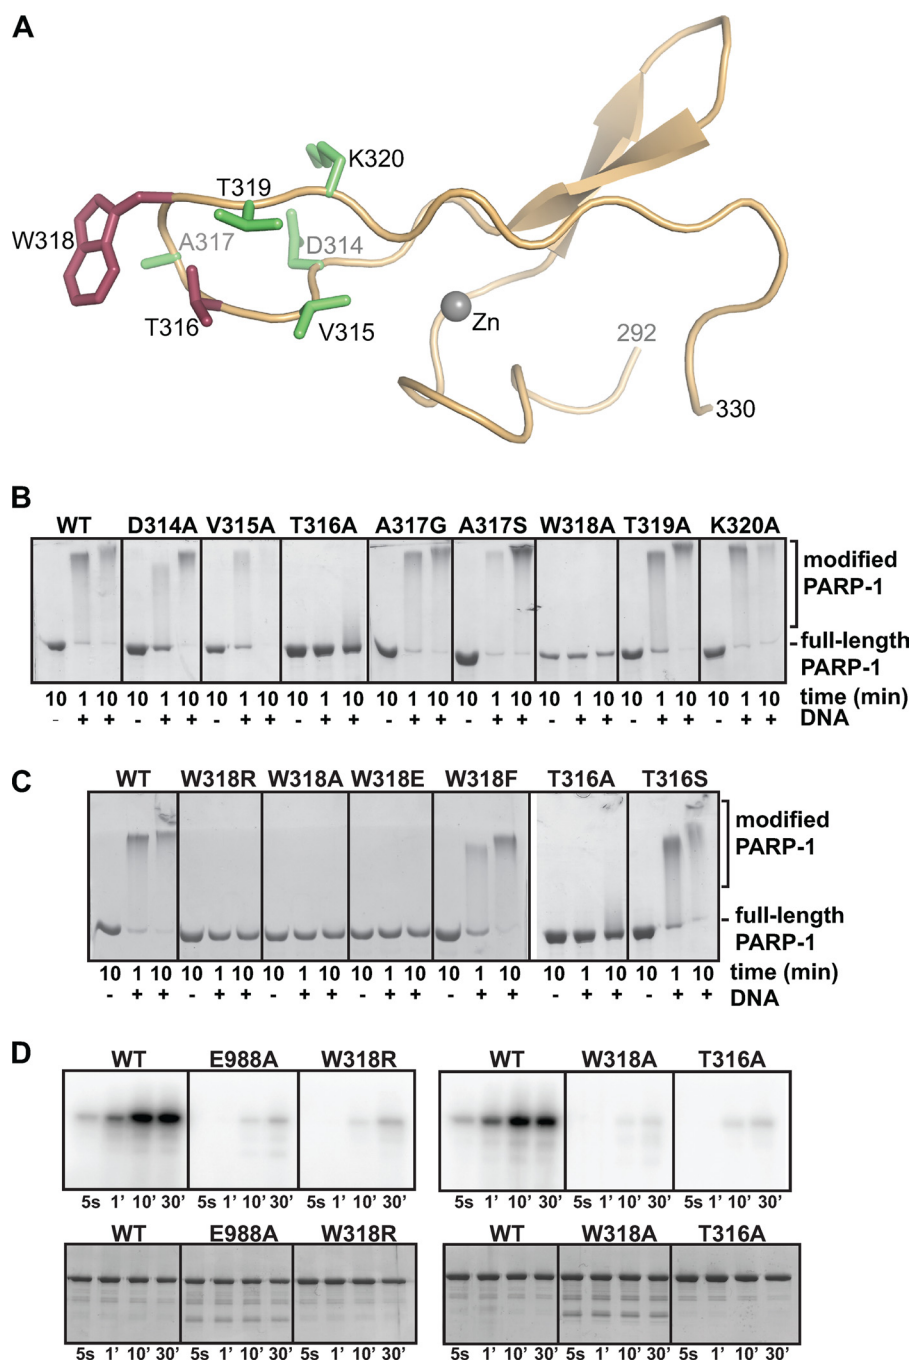 A
K320
T319
W318
A317
D314
T316
V315
Zn
292
330
B
WT D314A V315A T316A A317G A317S W318A T319A K320A
modified
PARP-1
full-length
PARP-1
10 1 10 10 1 10 10 1 10 10 1 10 10 1 10 10 1 10 10 1 10 10 1 10 10 1 10 time (min)
- + + - + + - + + - + + - + + - + + - + + - + + - + + DNA
C
WT W318R W318A W318E W318F T316A T316S
modified
PARP-1
full-length
PARP-1
10 1 10 10 1 10 10 1 10 10 1 10 10 1 10 10 1 10 10 1 10 time (min)
- + + - + + - + + - + + - + + - + + - + + DNA
D
WT E988A W318R WT W318A T316A
5s 1' 10' 30' 5s 1' 10' 30' 5s 1' 10' 30' 5s 1' 10' 30' 5s 1' 10' 30' 5s 1' 10' 30'
WT E988A W318R WT W318A T316A
5s 1' 10' 30' 5s 1' 10' 30' 5s 1' 10' 30' 5s 1' 10' 30' 5s 1' 10' 30' 5s 1' 10' 30'